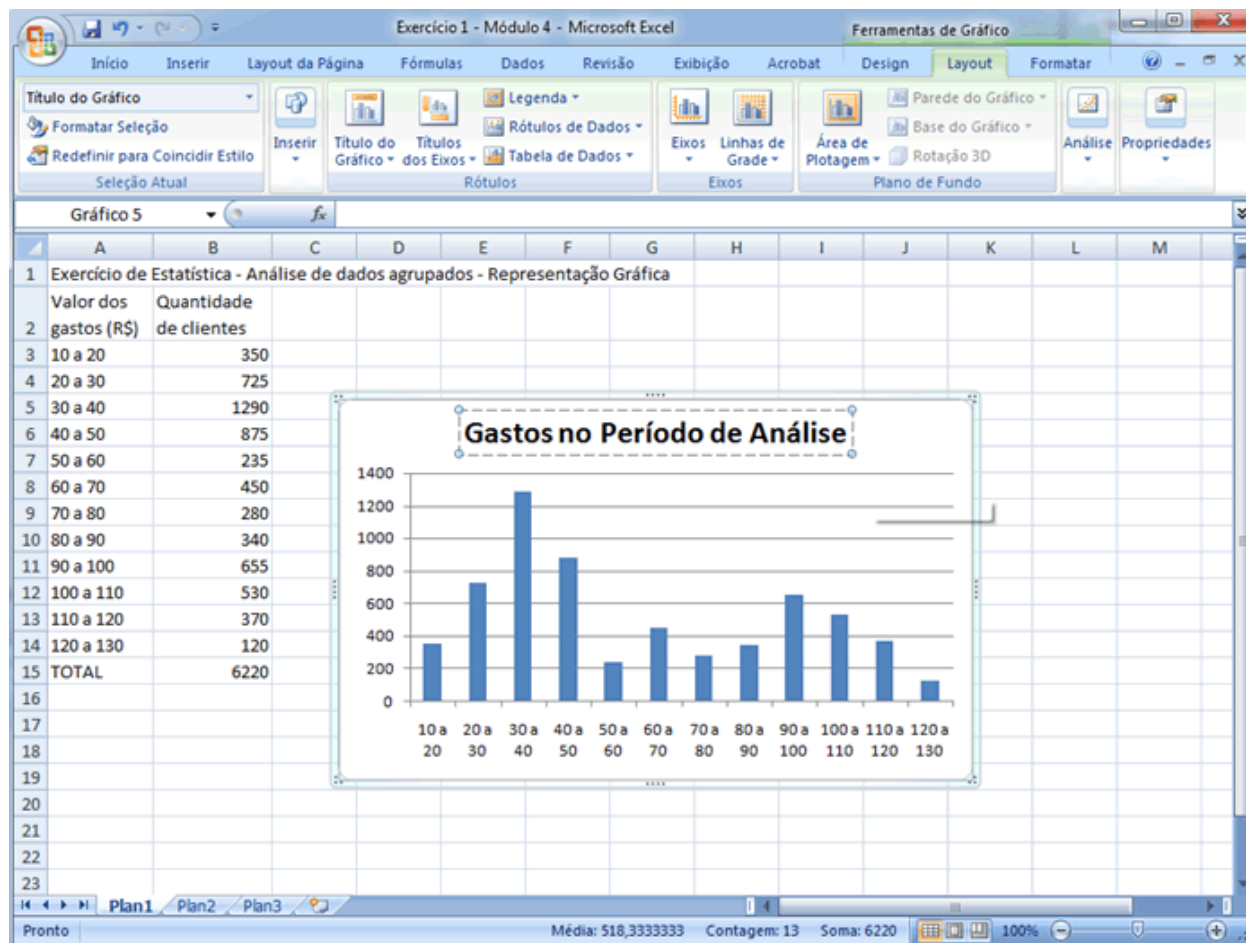 Exercício 1 - Módulo 4 - Microsoft Excel
Ferramentas de Gráfico
Início Inserir Layout da Página Fórmulas Dados Revisão Exibição Acrobat Design Layout Formatar
Título do Gráfico
Formatar Seleção
Redefinir para Coincidir Estilo
Seleção Atual
Inserir
Título do Gráfico
Títulos dos Eixos
Legenda
Rótulos de Dados
Tabela de Dados
Rótulos
Eixos
Linhas de Grade
Eixos
Área de Plotagem
Parede do Gráfico
Base do Gráfico
Rotação 3D
Plano de Fundo
Análise
Propriedades
Gráfico 5 fx
A B C D E F G H I J K L M
1 Exercício de Estatística - Análise de dados agrupados - Representação Gráfica
2 Valor dos gastos (R$) Quantidade de clientes
3 10 a 20 350
4 20 a 30 725
5 30 a 40 1290
6 40 a 50 875
7 50 a 60 235
8 60 a 70 450
9 70 a 80 280
10 80 a 90 340
11 90 a 100 655
12 100 a 110 530
13 110 a 120 370
14 120 a 130 120
15 TOTAL 6220
16
17
18
19
20
21
22
23
Gastos no Período de Análise
1400
1200
1000
800
600
400
200
0
10 a 20 a 30 a 40 a 50 a 60 a 70 a 80 a 90 a 100 a 110 a 120 a
20 30 40 50 60 70 80 90 100 110 120 130
Plan1 Plan2 Plan3
Pronto Média: 518,3333333 Contagem: 13 Soma: 6220 100%